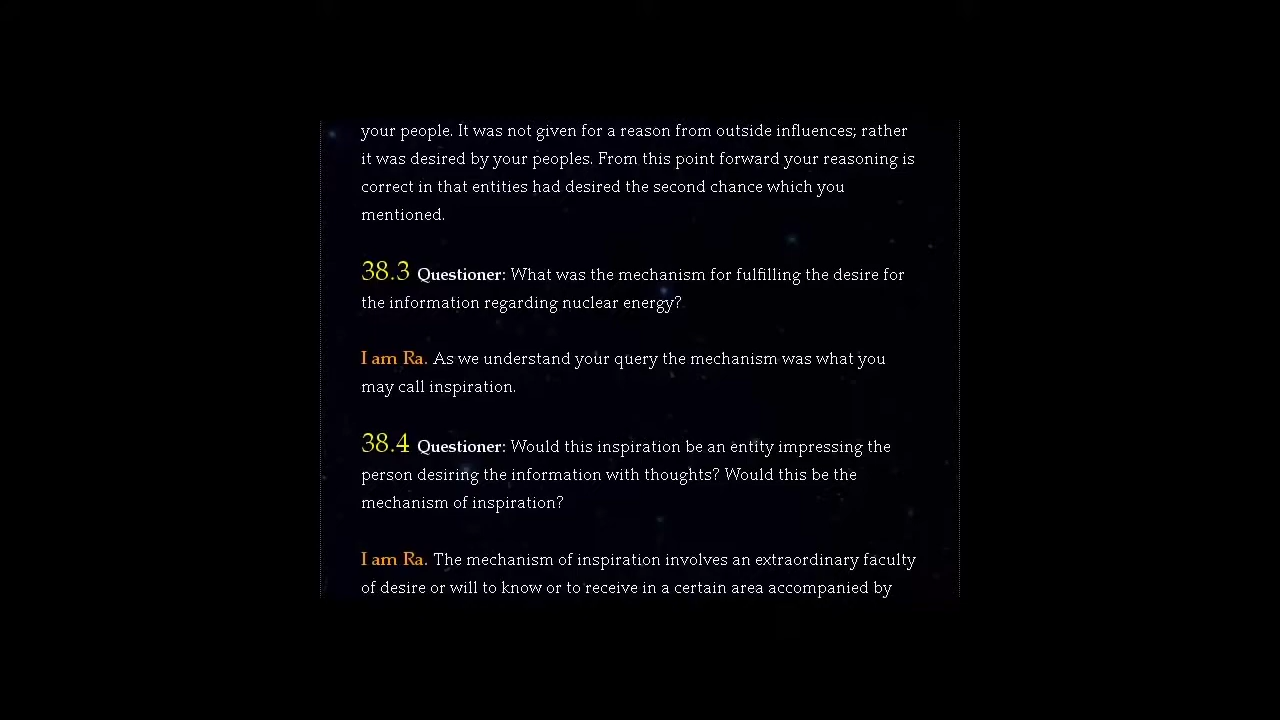 your people. It was not given for a reason from outside influences; rather
it was desired by your peoples. From this point forward your reasoning is
correct in that entities had desired the second chance which you
mentioned.
38.3 Questioner: What was the mechanism for fulfilling the desire for
the information regarding nuclear energy?
I am Ra. As we understand your query the mechanism was what you
may call inspiration.
38.4 Questioner: Would this inspiration be an entity impressing the
person desiring the information with thoughts? Would this be the
mechanism of inspiration?
I am Ra. The mechanism of inspiration involves an extraordinary faculty
of desire or will to know or to receive in a certain area accompanied by